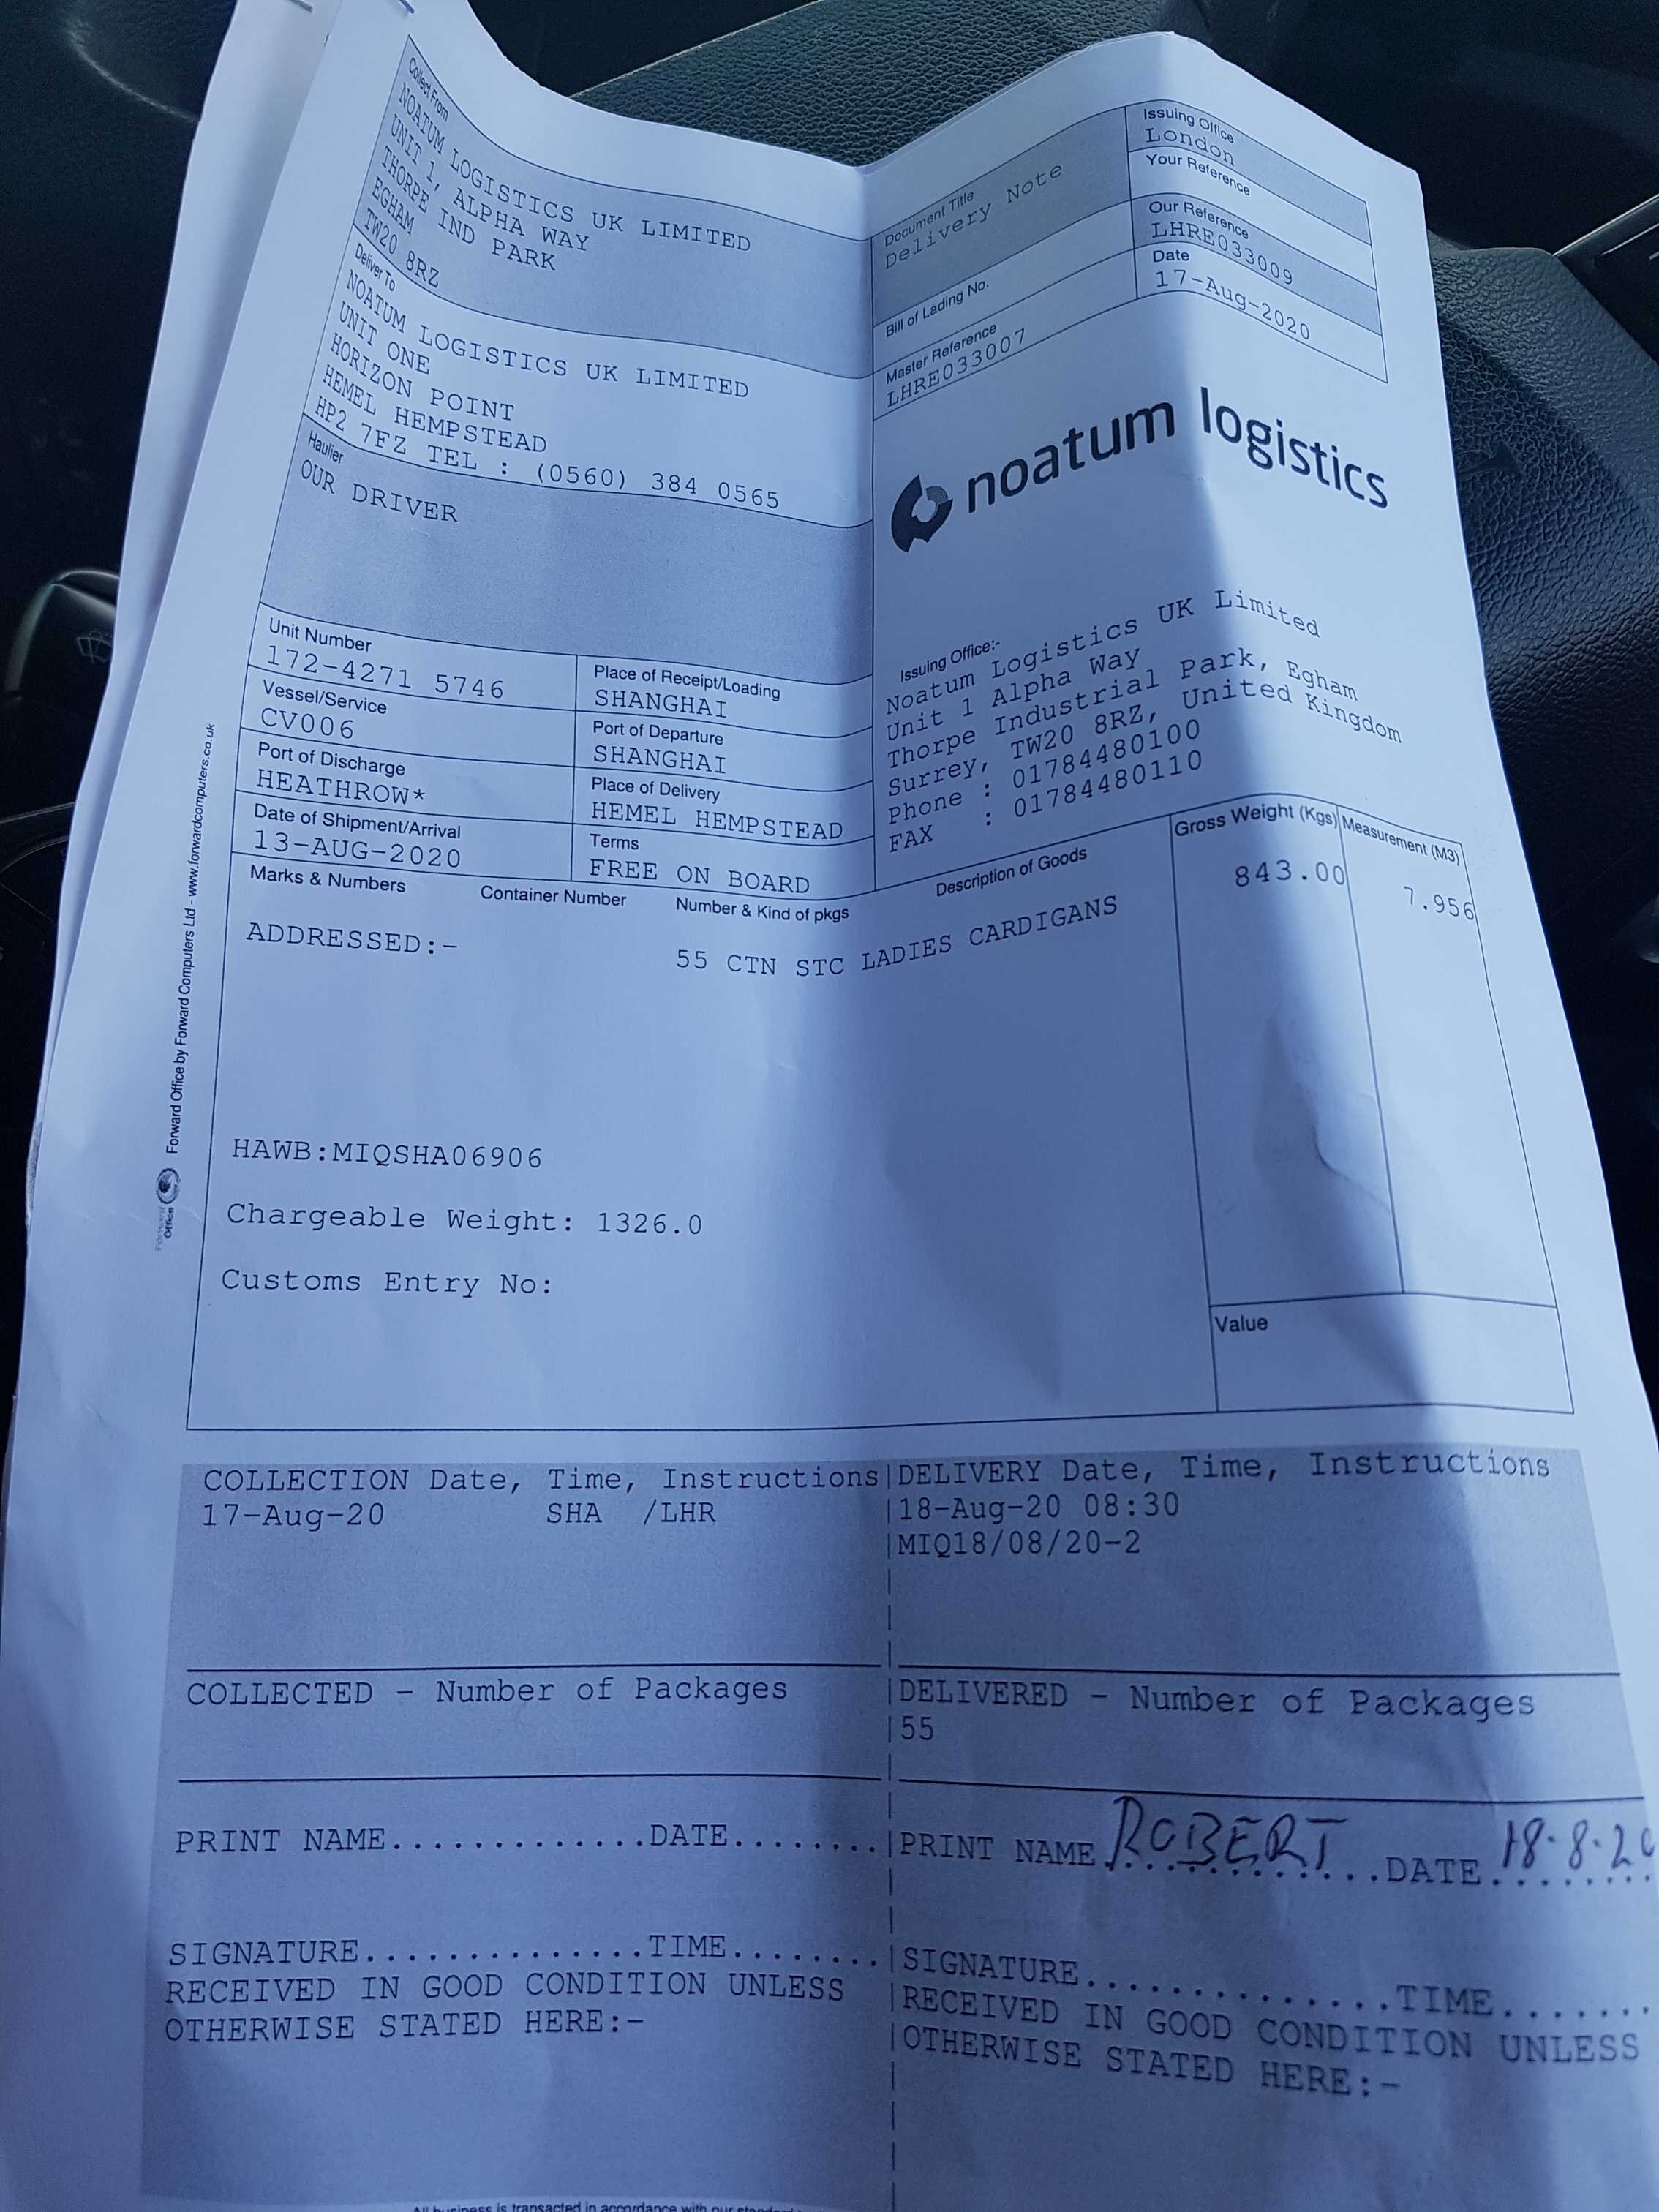 Collect From
NOATUM LOGISTICS UK LIMITED
UNIT 1, ALPHA WAY
THORPE IND PARK
EGHAM
TW20 8RZ
Deliver To
NOATUM LOGISTICS UK LIMITED
UNIT ONE
HORIZON POINT
HEMEL HEMPSTEAD
HP2 7FZ TEL : (0560) 384 0565
Haulier
OUR DRIVER
Document Title
Delivery Note
Issuing Office
London
Your Reference
Bill of Lading No.
Our Reference
LHRE033009
Master Reference
LHRE033007
Date
17-Aug-2020
noatum logistics
Issuing Office:-
Noatum Logistics UK Limited
Unit 1 Alpha Way
Thorpe Industrial Park, Egham
Surrey, TW20 8RZ, United Kingdom
Phone : 01784480100
FAX : 01784480110
Unit Number
172-4271 5746
Place of Receipt/Loading
SHANGHAI
Vessel/Service
CV006
Port of Departure
SHANGHAI
Port of Discharge
HEATHROW*
Place of Delivery
HEMEL HEMPSTEAD
Date of Shipment/Arrival
13-AUG-2020
Terms
FREE ON BOARD
Marks & Numbers Container Number Number & Kind of pkgs Description of Goods Gross Weight (Kgs) Measurement (M3)
ADDRESSED:- 55 CTN STC LADIES CARDIGANS 843.00 7.956
HAWB:MIQSHA06906
Chargeable Weight: 1326.0
Customs Entry No:
Value
Forward Office by Forward Computers Ltd - www.forwardcomputers.co.uk
Forward
Office
COLLECTION Date, Time, Instructions
17-Aug-20 SHA /LHR
DELIVERY Date, Time, Instructions
18-Aug-20 08:30
MIQ18/08/20-2
COLLECTED - Number of Packages
DELIVERED - Number of Packages
55
PRINT NAME.............DATE........
SIGNATURE..............TIME........
RECEIVED IN GOOD CONDITION UNLESS
OTHERWISE STATED HERE:-
PRINT NAME ROBERT DATE 18.8.20
SIGNATURE...............TIME.......
RECEIVED IN GOOD CONDITION UNLESS
OTHERWISE STATED HERE:-
All business is transacted in accordance with our